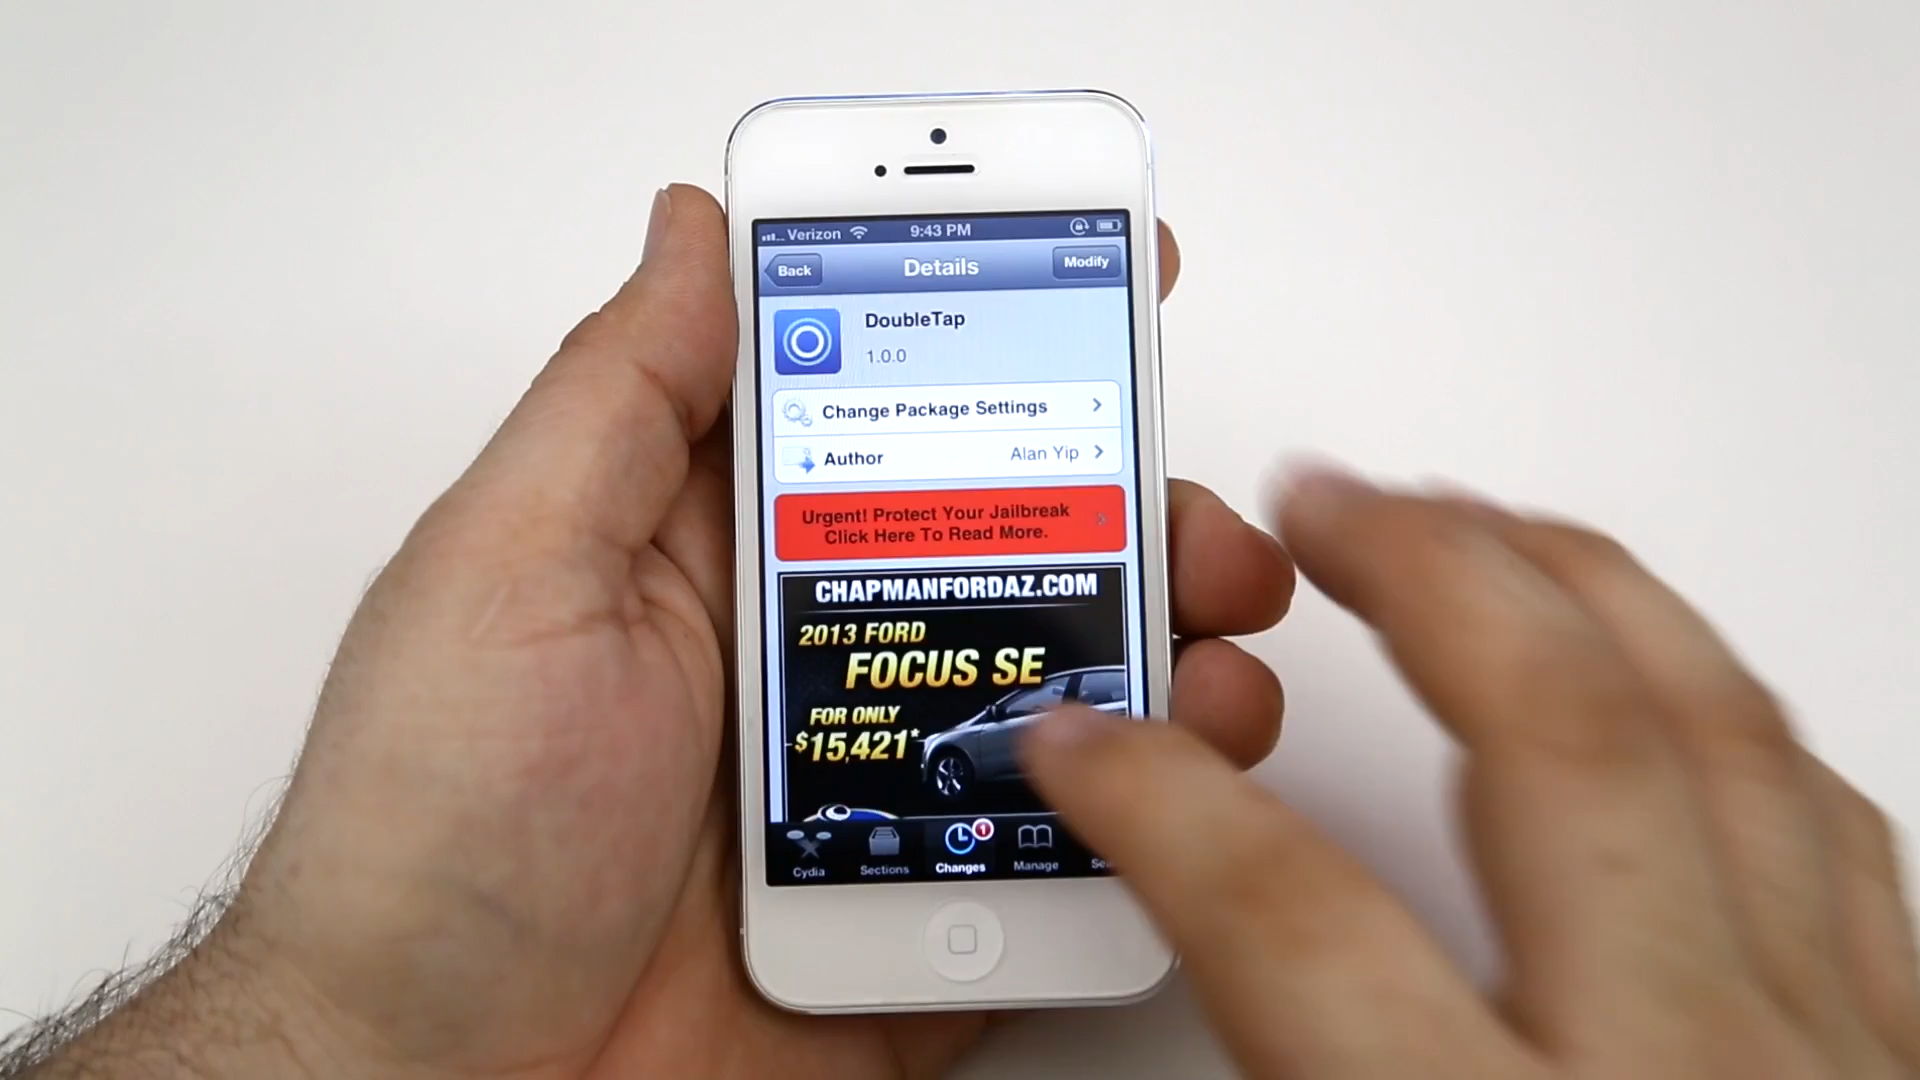 Verizon 9:43 PM
Back Details Modify
DoubleTap
1.0.0
Change Package Settings
Author Alan Yip
Urgent! Protect Your Jailbreak
Click Here To Read More.
CHAPMANFORDAZ.COM
2013 FORD
FOCUS SE
FOR ONLY
$15,421*
1
Cydia Sections Changes Manage